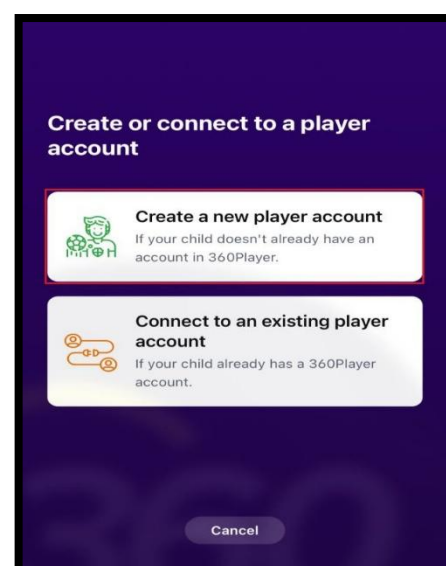 Create or connect to a player
account
Create a new player account
If your child doesn't already have an
account in 360Player.
Connect to an existing player
account
If your child already has a 360Player
account.
360
Cancel